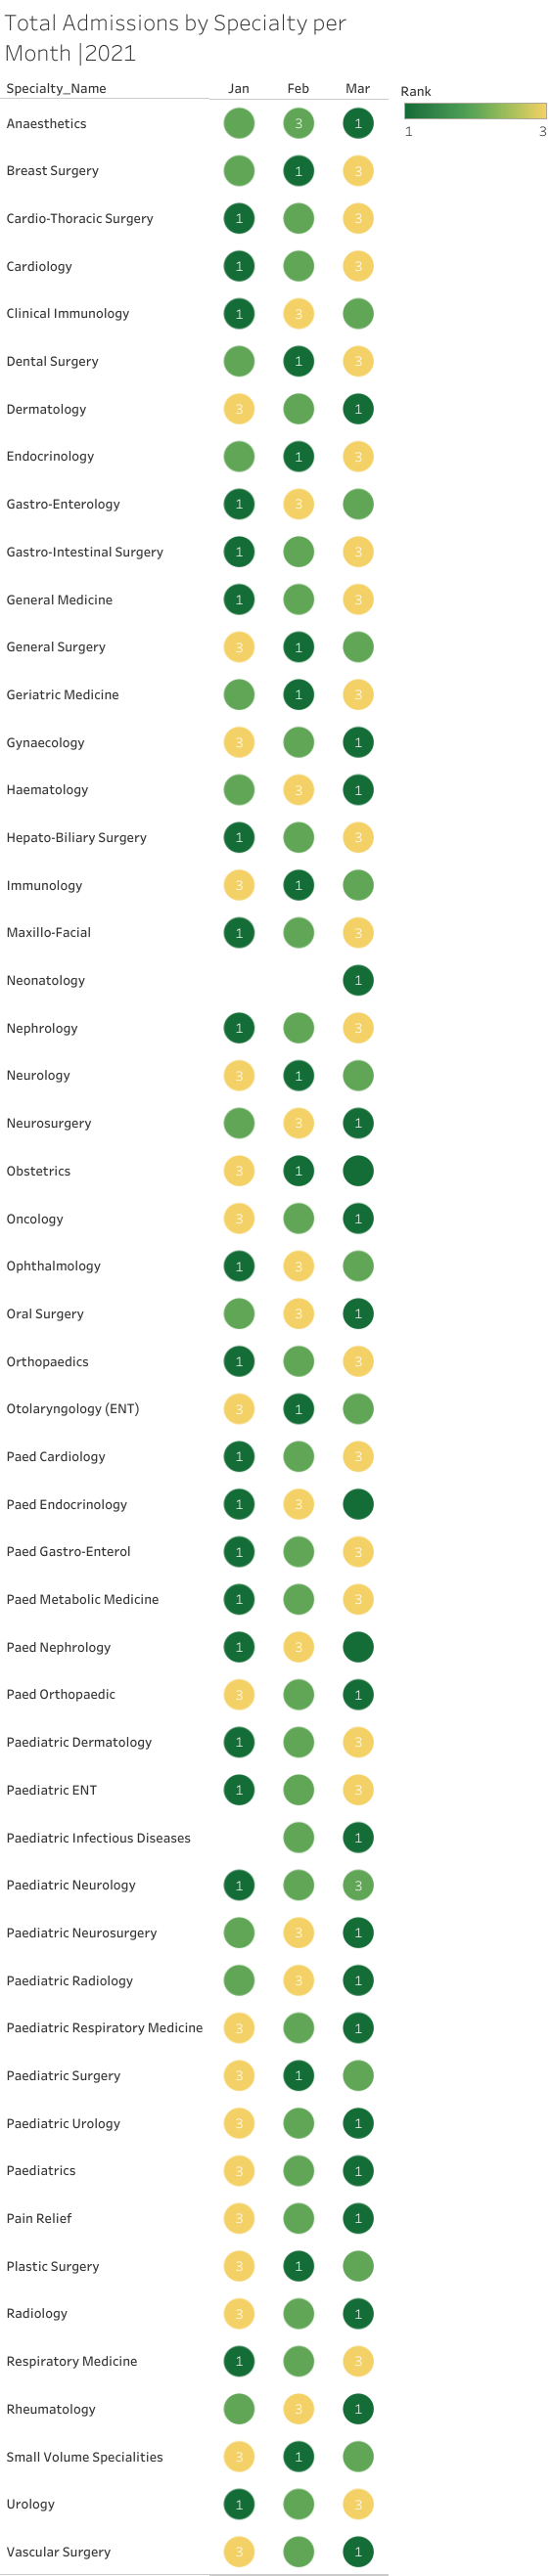 Total Admissions by Specialty per
Month |2021
Specialty_Name Jan Feb Mar
Rank
1 3
Anaesthetics 3 1
Breast Surgery 1 3
Cardio-Thoracic Surgery 1 3
Cardiology 1 3
Clinical Immunology 1 3
Dental Surgery 1 3
Dermatology 3 1
Endocrinology 1 3
Gastro-Enterology 1 3
Gastro-Intestinal Surgery 1 3
General Medicine 1 3
General Surgery 3 1
Geriatric Medicine 1 3
Gynaecology 3 1
Haematology 3 1
Hepato-Biliary Surgery 1 3
Immunology 3 1
Maxillo-Facial 1 3
Neonatology 1
Nephrology 1 3
Neurology 3 1
Neurosurgery 3 1
Obstetrics 3 1
Oncology 3 1
Ophthalmology 1 3
Oral Surgery 3 1
Orthopaedics 1 3
Otolaryngology (ENT) 3 1
Paed Cardiology 1 3
Paed Endocrinology 1 3
Paed Gastro-Enterol 1 3
Paed Metabolic Medicine 1 3
Paed Nephrology 1 3
Paed Orthopaedic 3 1
Paediatric Dermatology 1 3
Paediatric ENT 1 3
Paediatric Infectious Diseases 1
Paediatric Neurology 1 3
Paediatric Neurosurgery 3 1
Paediatric Radiology 3 1
Paediatric Respiratory Medicine 3 1
Paediatric Surgery 3 1
Paediatric Urology 3 1
Paediatrics 3 1
Pain Relief 3 1
Plastic Surgery 3 1
Radiology 3 1
Respiratory Medicine 1 3
Rheumatology 3 1
Small Volume Specialities 3 1
Urology 1 3
Vascular Surgery 3 1